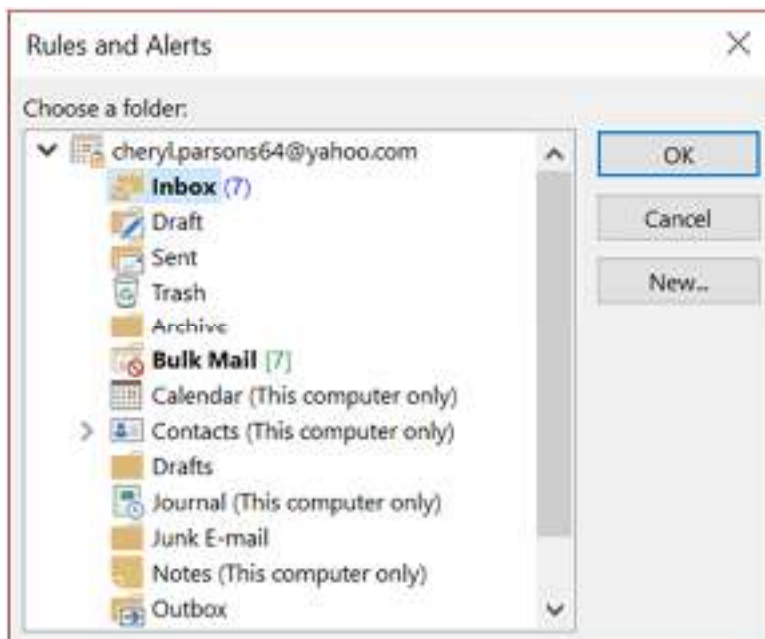 Rules and Alerts
Choose a folder:
cheryl.parsons64@yahoo.com
OK
Inbox (7)
Draft
Cancel
Sent
Trash
New...
Archive
Bulk Mail [7]
Calendar (This computer only)
Contacts (This computer only)
Drafts
Journal (This computer only)
Junk E-mail
Notes (This computer only)
Outbox